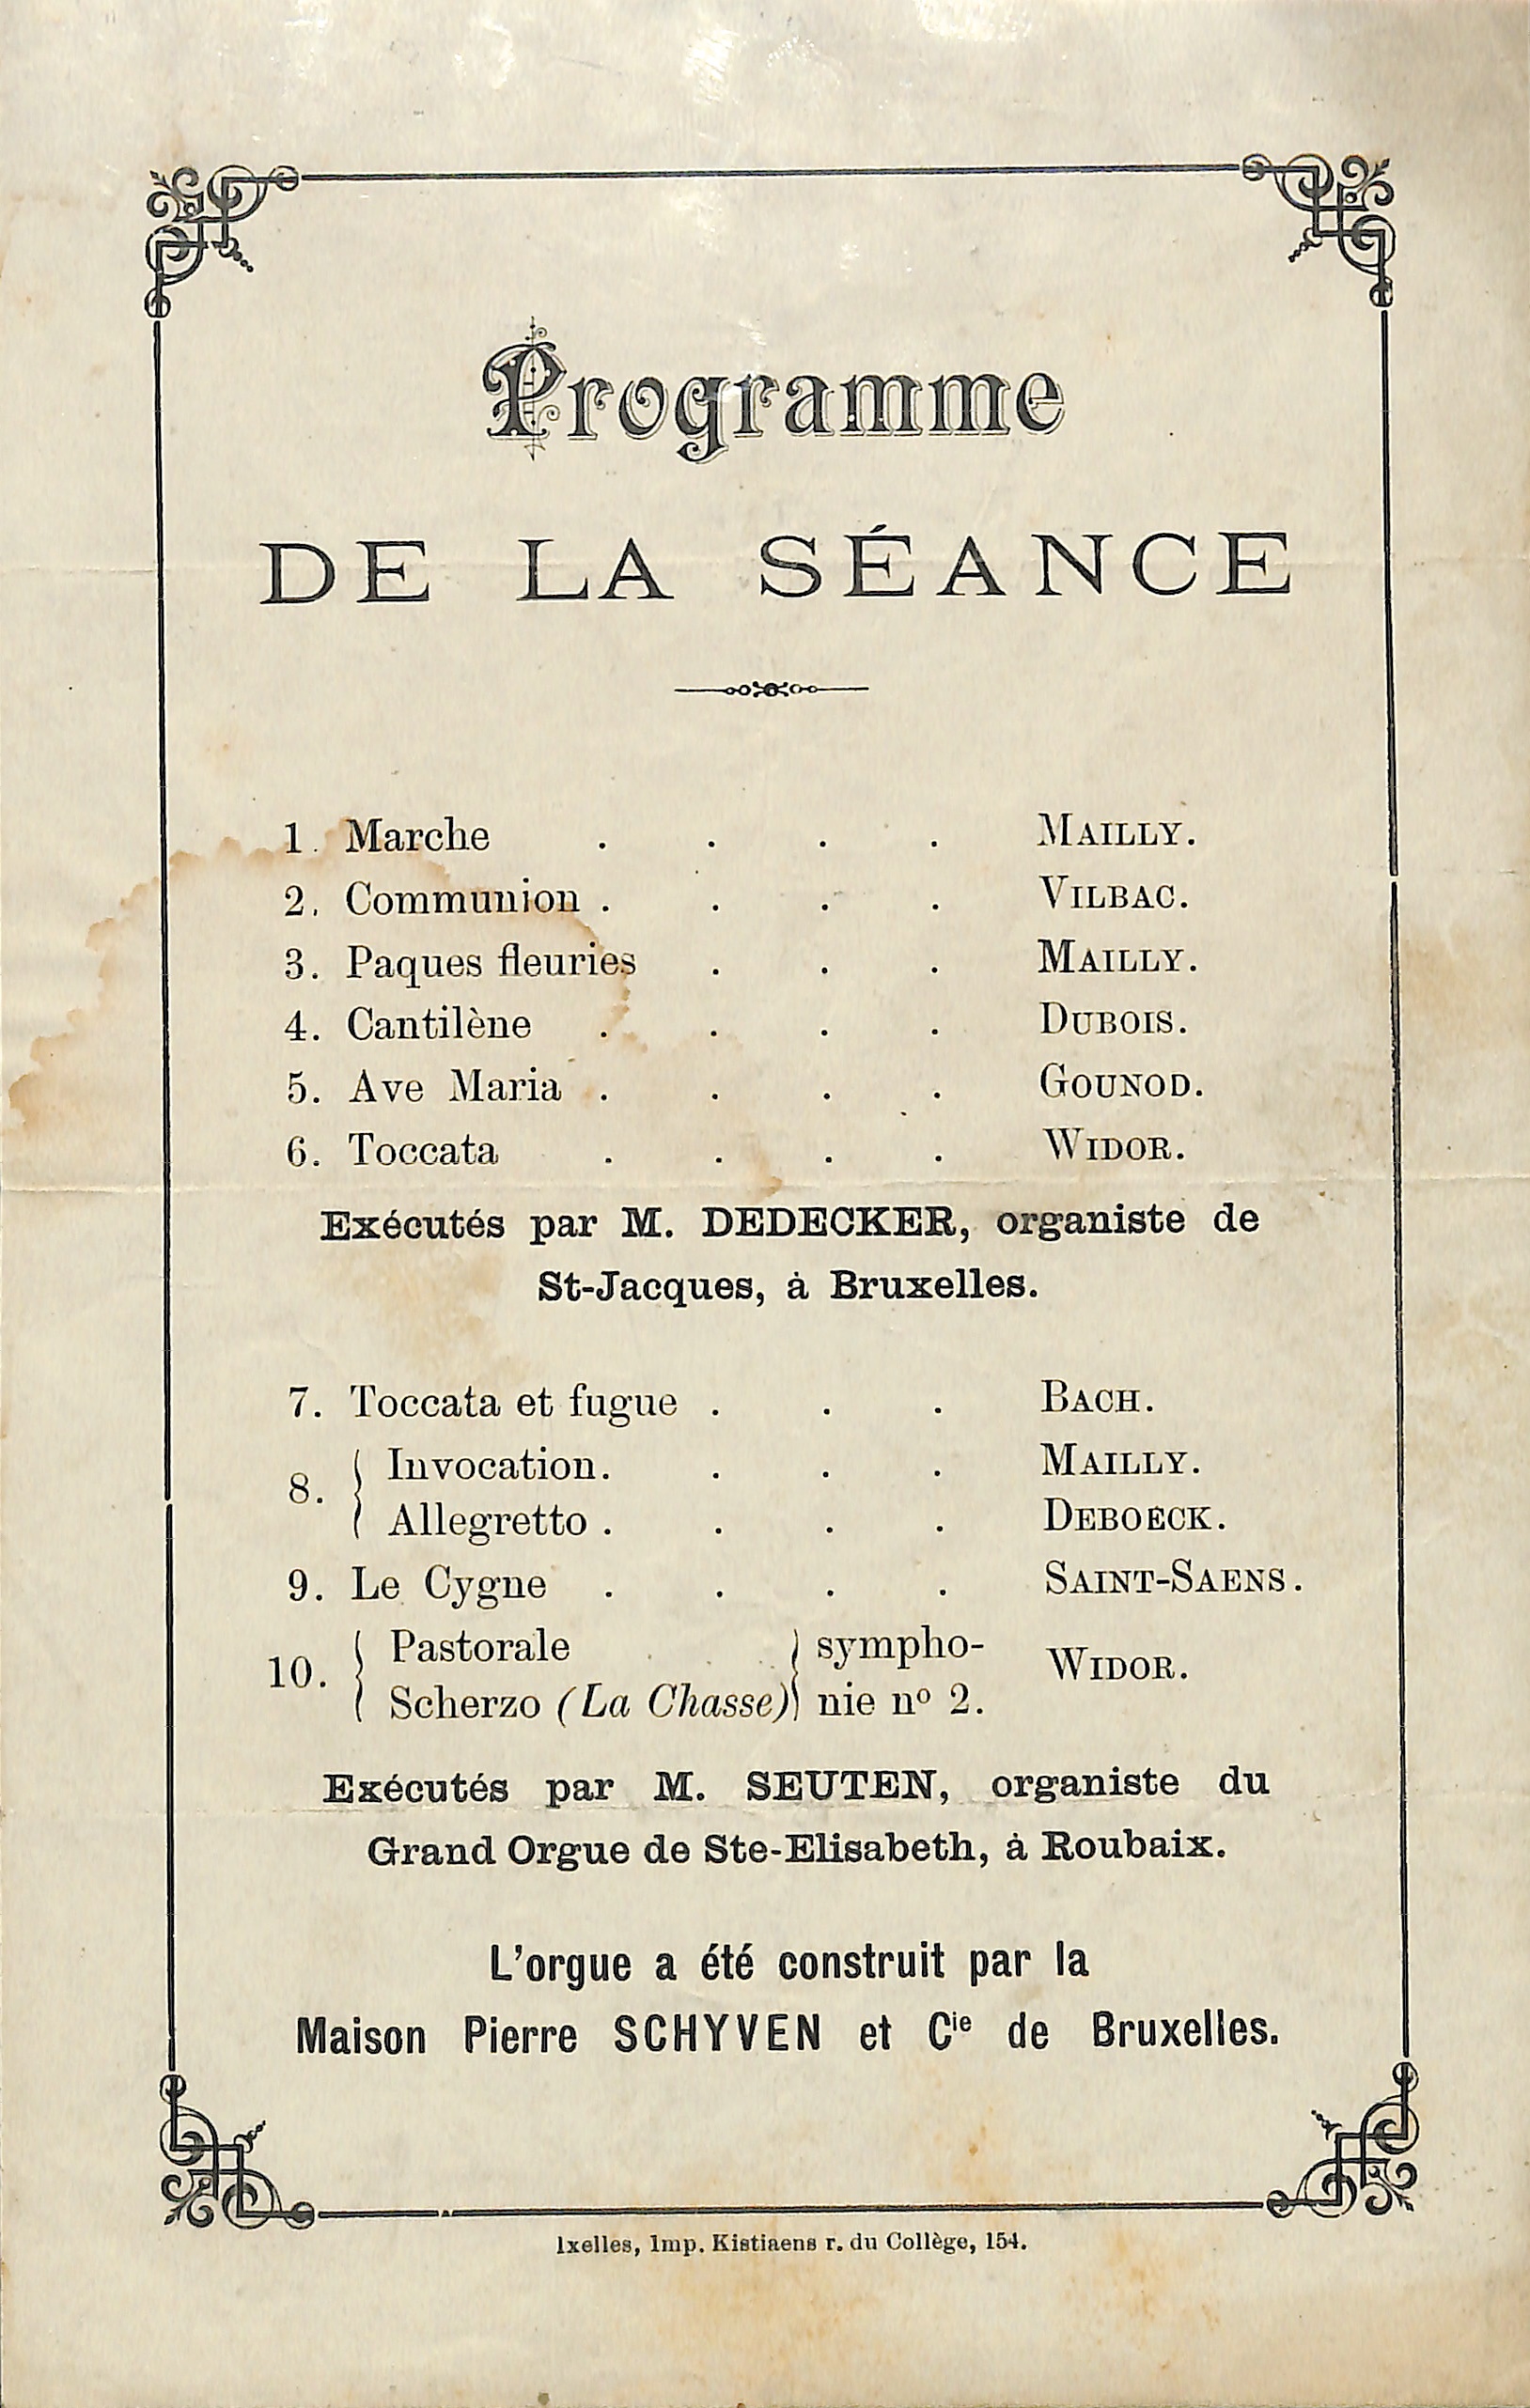 Programme
DE LA SÉANCE
1. Marche . . . . MAILLY.
2. Communion . . . . VILBAC.
3. Paques fleuries . . . MAILLY.
4. Cantilène . . . . DUBOIS.
5. Ave Maria . . . . GOUNOD.
6. Toccata . . . . WIDOR.
Exécutés par M. DEDECKER, organiste de
St-Jacques, à Bruxelles.
7. Toccata et fugue . . . BACH.
8. { Invocation. . . . MAILLY.
Allegretto . . . . DEBOECK.
9. Le Cygne . . . . SAINT-SAENS.
10. { Pastorale . . } sympho-
Scherzo (La Chasse) nie nº 2. WIDOR.
Exécutés par M. SEUTEN, organiste du
Grand Orgue de Ste-Elisabeth, à Roubaix.
L'orgue a été construit par la
Maison Pierre SCHYVEN et Cie de Bruxelles.
Ixelles, Imp. Kistiaens r. du Collège, 154.